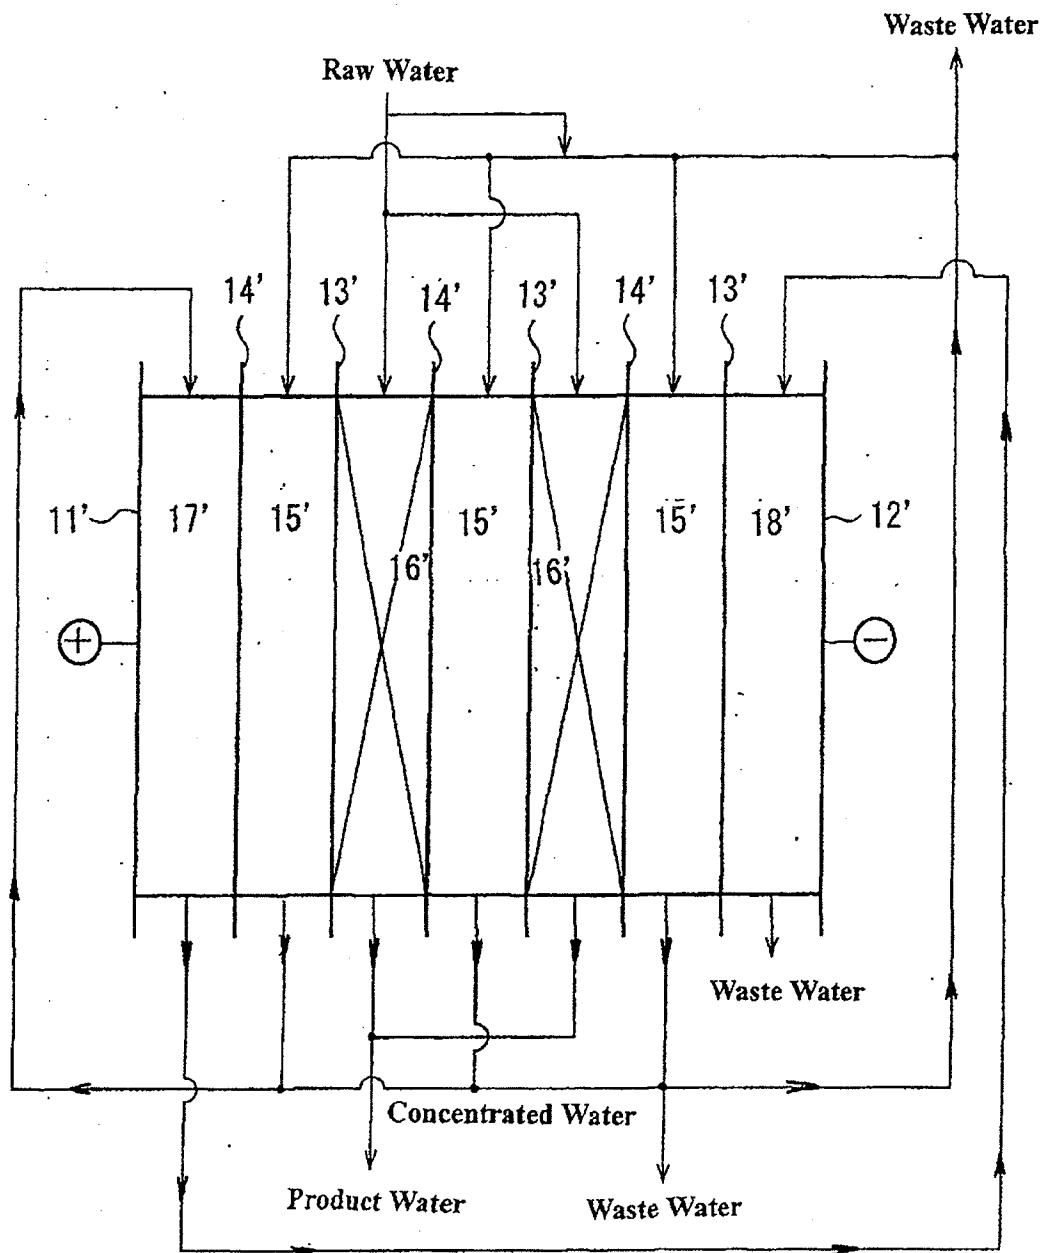 Waste Water
Raw Water
14' 13' 14' 13' 14' 13'
11' 17' 15' 15' 15' 18' 12'
16' 16'
+ −
Waste Water
Concentrated Water
Product Water
Waste Water